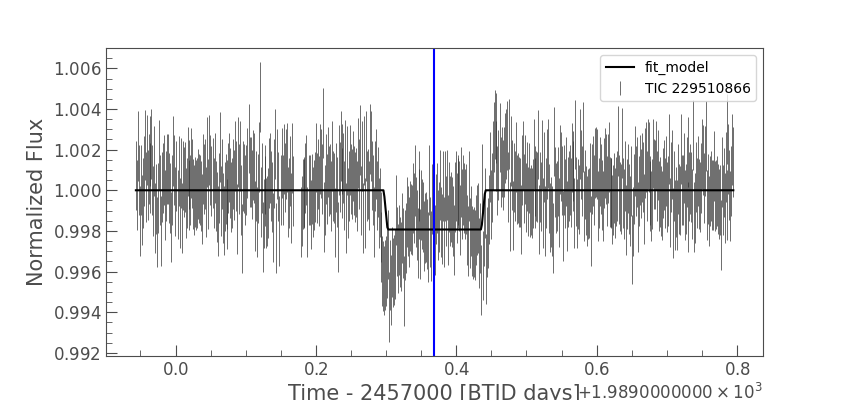 fit_model
TIC 229510866
Normalized Flux
1.006
1.004
1.002
1.000
0.998
0.996
0.994
0.992
0.0
0.2
0.4
0.6
0.8
Time - 2457000 [BTJD days]
+1.9890000000 × 10³